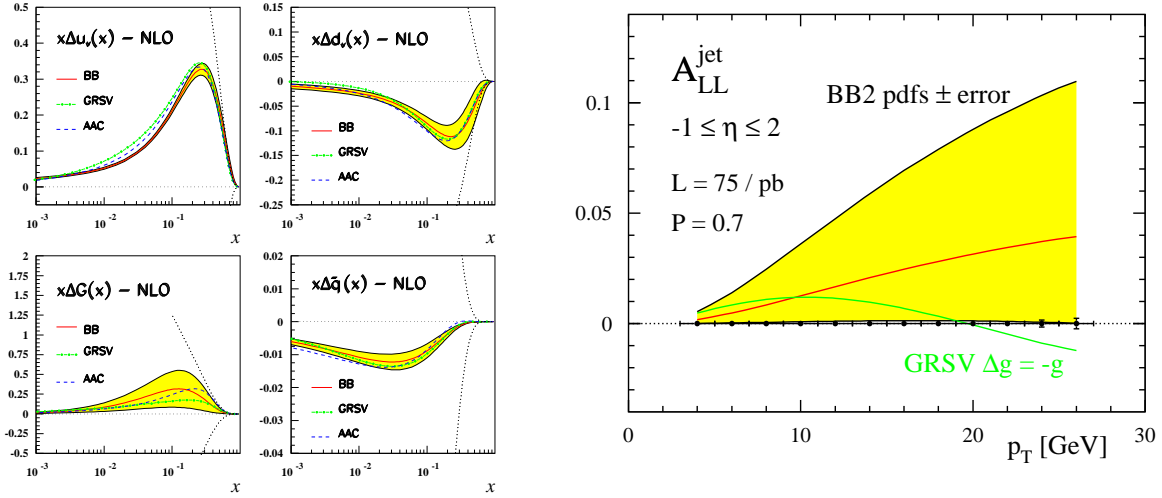 xΔu_v(x) – NLO
BB
GRSV
AAC
0.5
0.4
0.3
0.2
0.1
0
10⁻³
10⁻²
10⁻¹
x
xΔd_v(x) – NLO
BB
GRSV
AAC
0.15
0.1
0.05
0
-0.05
-0.1
-0.15
-0.2
-0.25
10⁻³
10⁻²
10⁻¹
x
xΔG(x) – NLO
BB
GRSV
AAC
2
1.75
1.5
1.25
1
0.75
0.5
0.25
0
-0.25
-0.5
10⁻³
10⁻²
10⁻¹
x
xΔq̄(x) – NLO
BB
GRSV
AAC
0.02
0.01
0
-0.01
-0.02
-0.03
-0.04
10⁻³
10⁻²
10⁻¹
x
A_LL^jet
BB2 pdfs ± error
-1 ≤ η ≤ 2
L = 75 / pb
P = 0.7
GRSV Δg = -g
0.1
0.05
0
0
10
20
30
p_T [GeV]